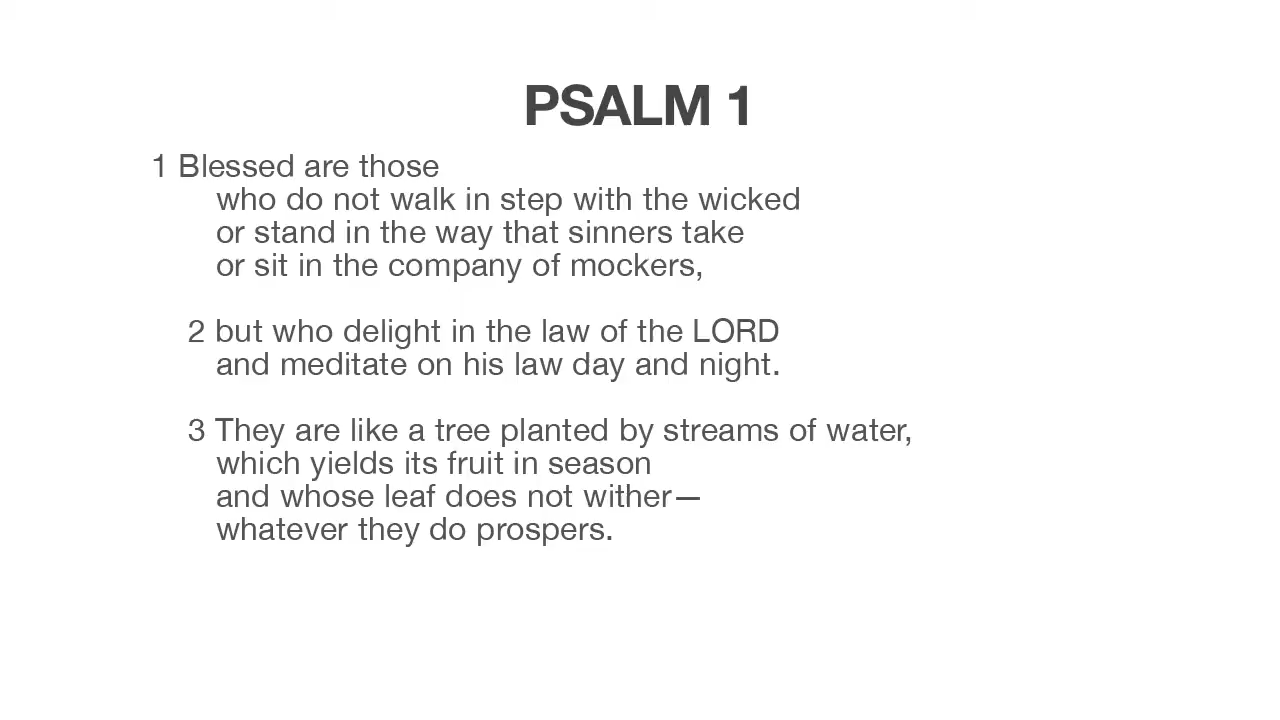 PSALM 1
1 Blessed are those
who do not walk in step with the wicked
or stand in the way that sinners take
or sit in the company of mockers,
2 but who delight in the law of the LORD
and meditate on his law day and night.
3 They are like a tree planted by streams of water,
which yields its fruit in season
and whose leaf does not wither—
whatever they do prospers.